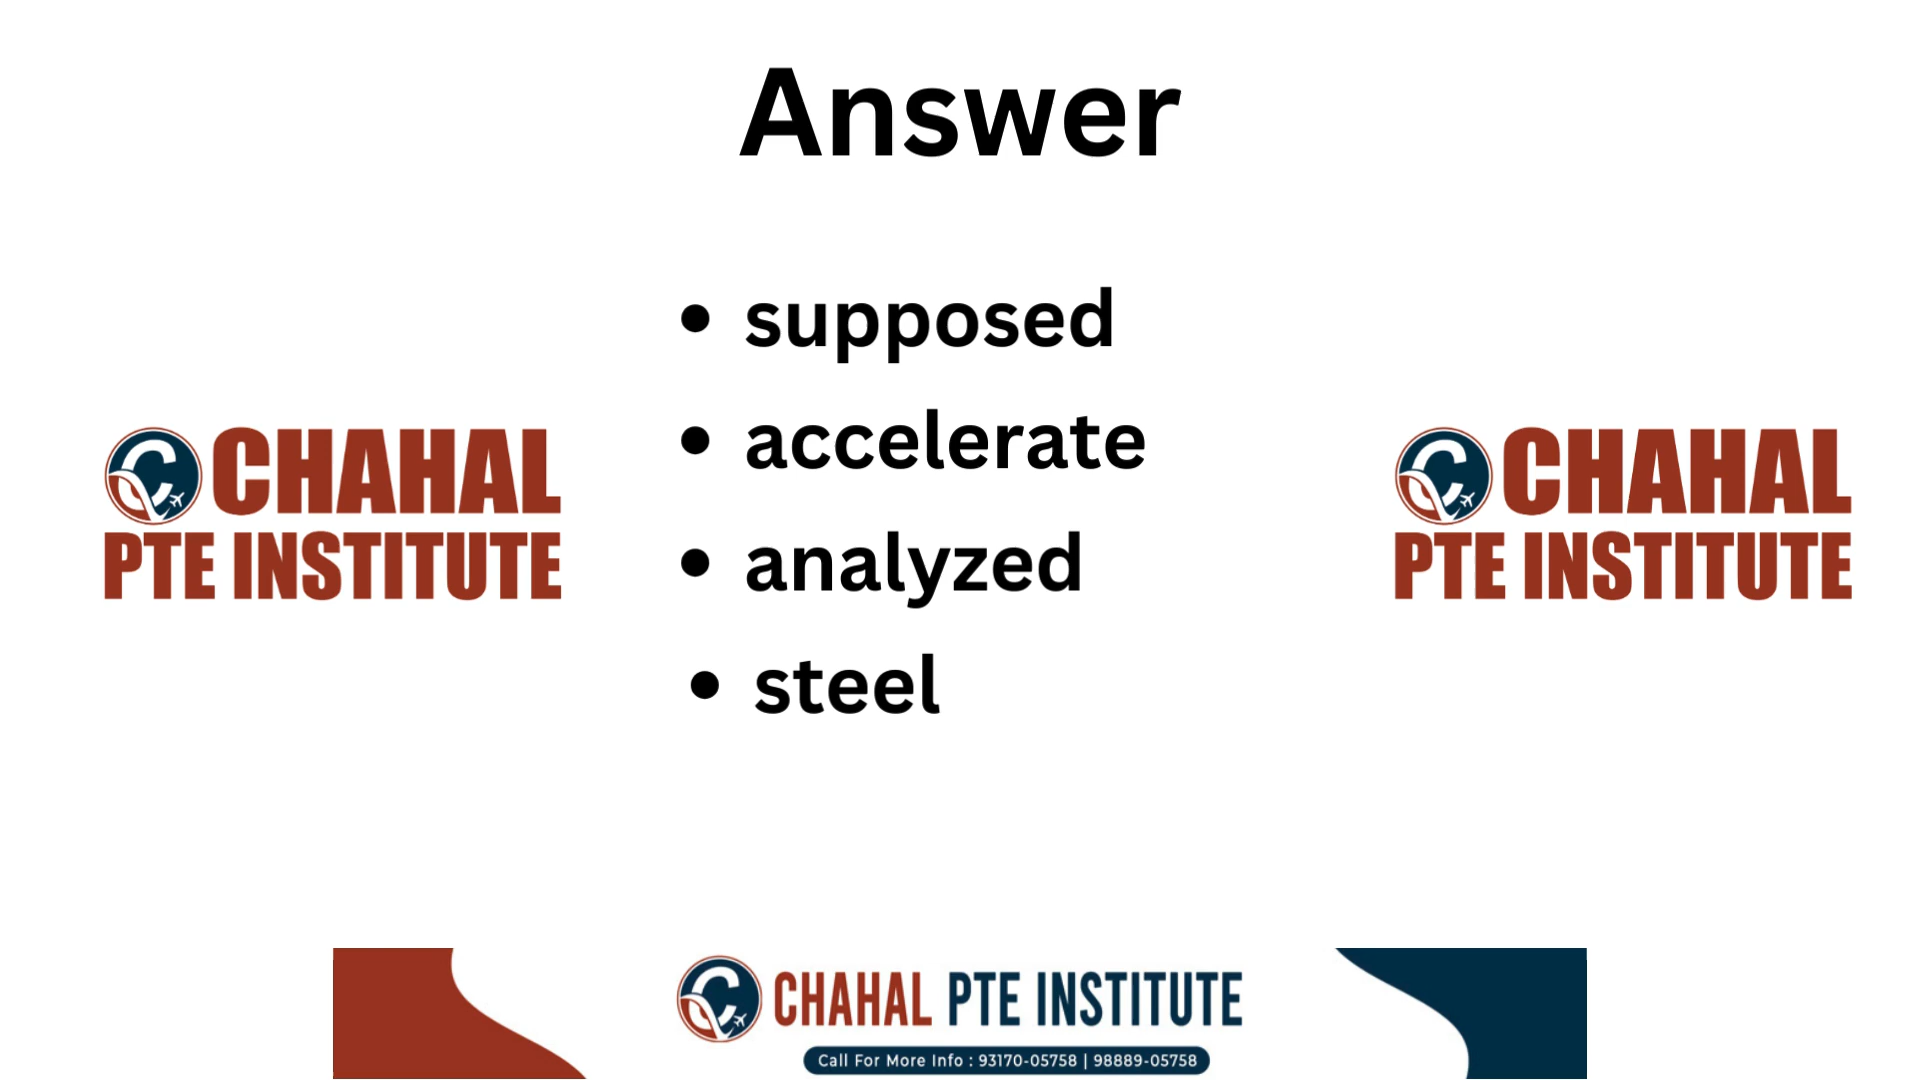 Answer
• supposed
• accelerate
• analyzed
• steel
CHAHAL
PTE INSTITUTE
CHAHAL
PTE INSTITUTE
CHAHAL PTE INSTITUTE
Call For More Info : 93170-05758 | 98889-05758